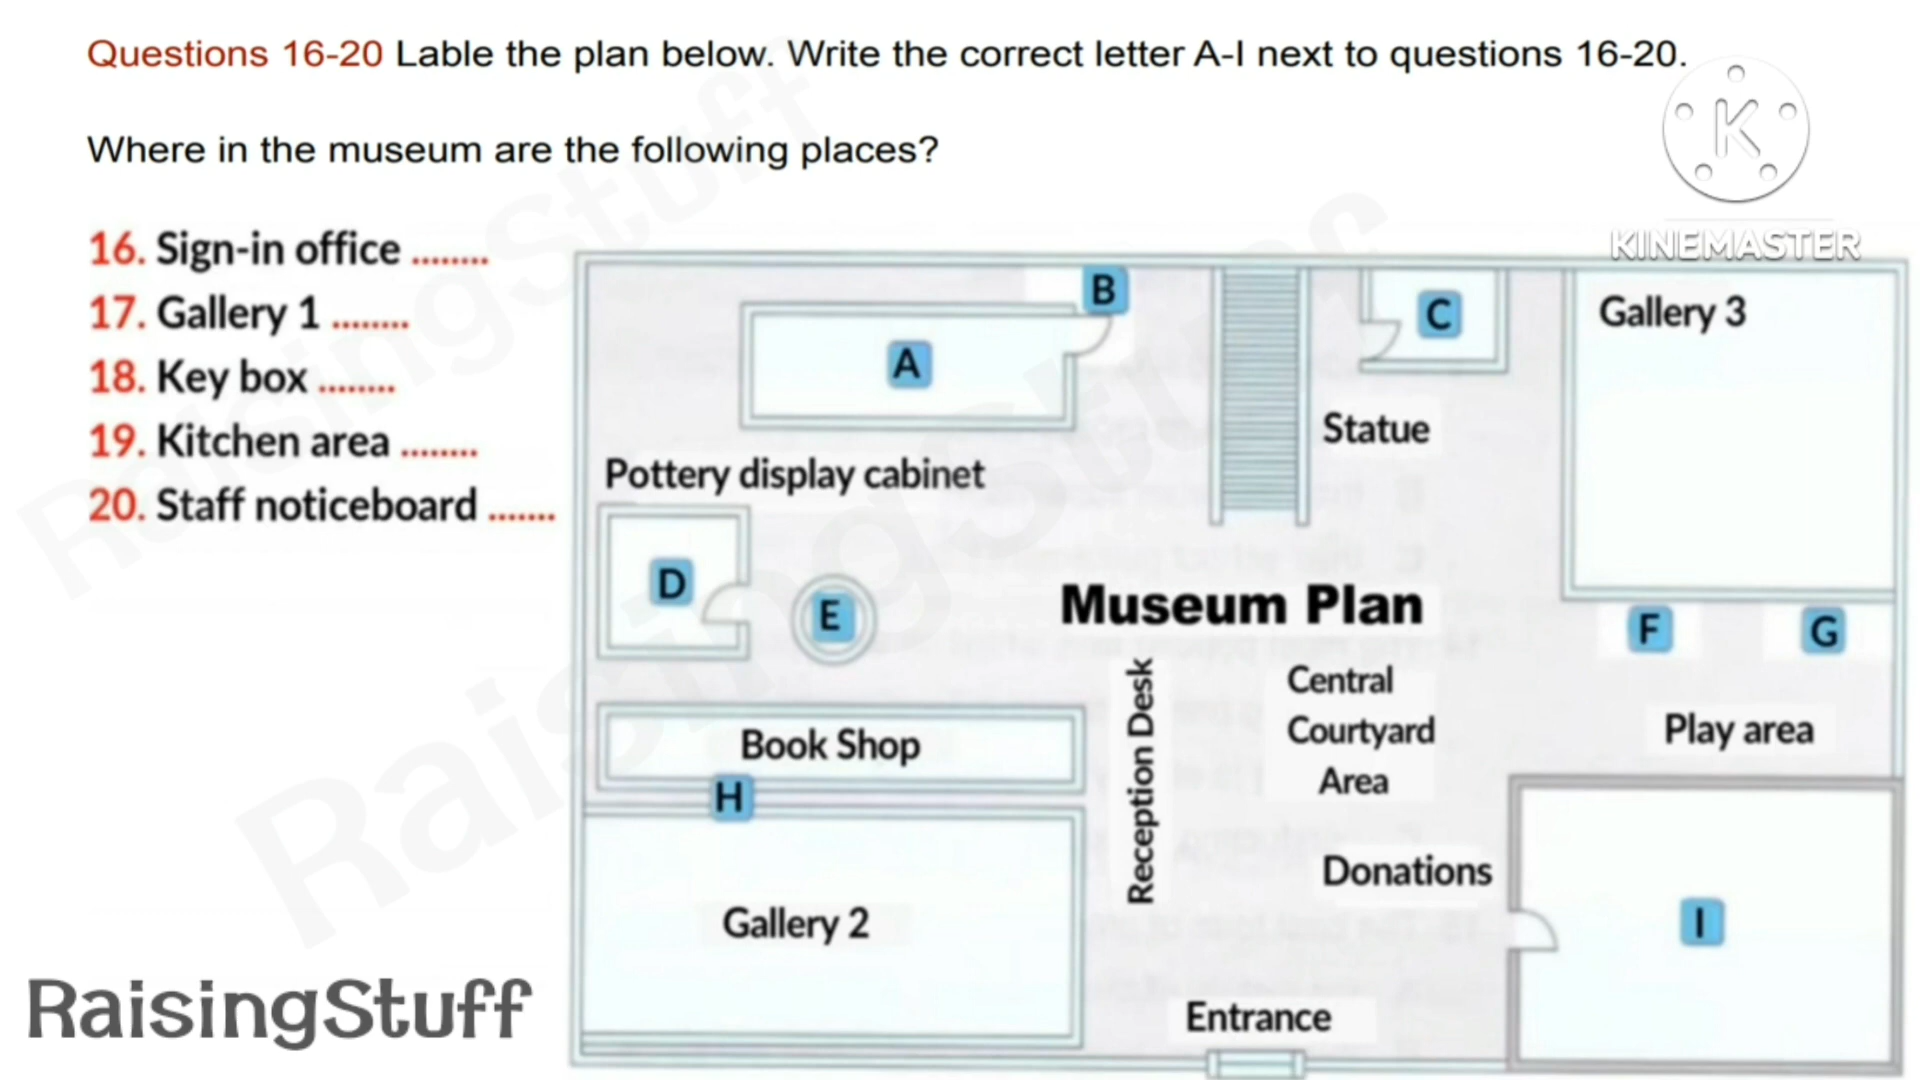 Questions 16-20 Lable the plan below. Write the correct letter A-I next to questions 16-20.
Where in the museum are the following places?
K
KINEMASTER
16. Sign-in office ........
17. Gallery 1 ........
18. Key box ........
19. Kitchen area ........
20. Staff noticeboard .......
B
C
Gallery 3
A
Statue
Pottery display cabinet
D
E
Museum Plan
F
G
Reception Desk
Central
Courtyard
Area
Play area
Book Shop
H
Donations
Gallery 2
I
Entrance
RaisingStuff
RaisingStuff
RaisingStuff